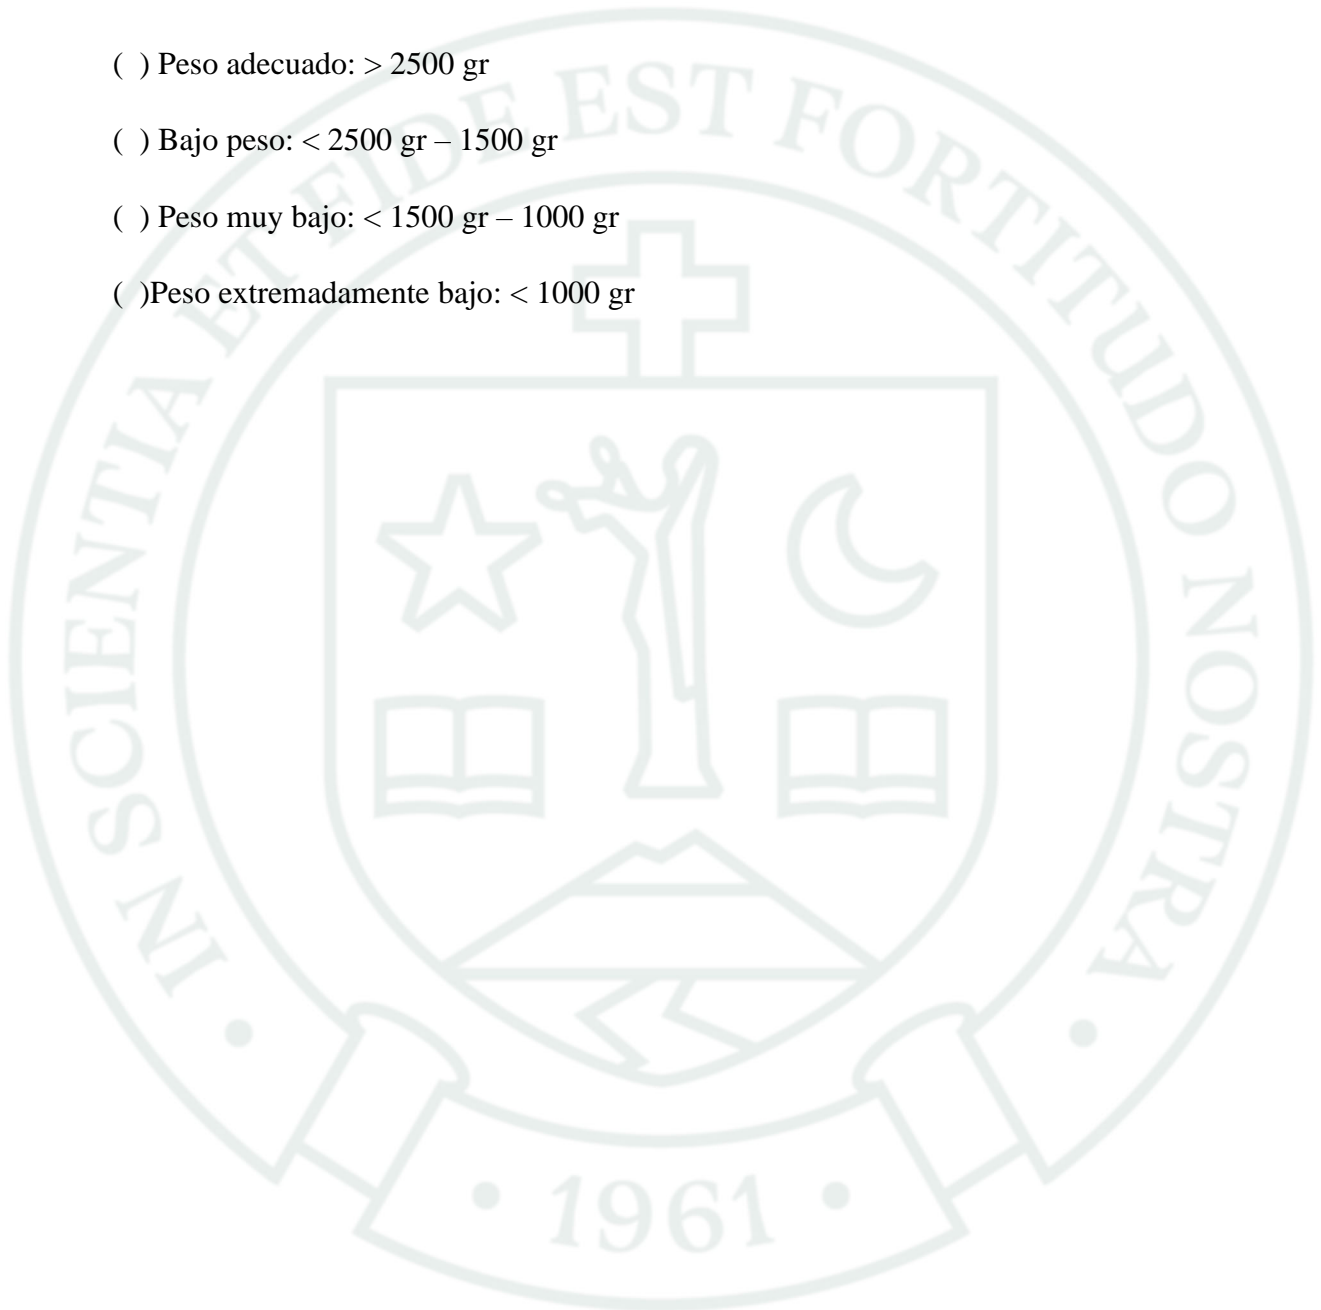 ( ) Peso adecuado: > 2500 gr
( ) Bajo peso: < 2500 gr – 1500 gr
( ) Peso muy bajo: < 1500 gr – 1000 gr
( )Peso extremadamente bajo: < 1000 gr
IN SCIENTIA ET FIDE EST FORTITUDO NOSTRA
• 1961 •